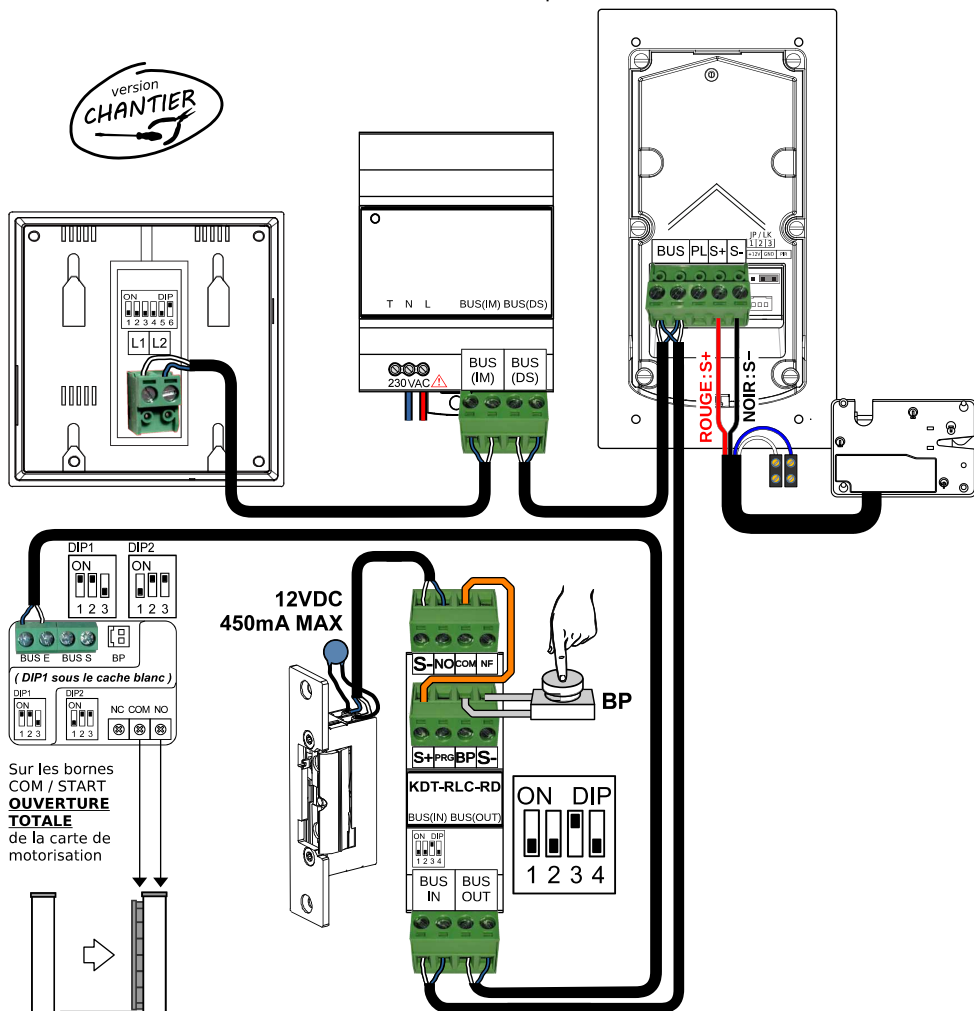 version
CHANTIER
ON DIP
1 2 3 4 5 6
L1 L2
T N L BUS(IM) BUS(DS)
230 VAC
BUS (IM)
BUS (DS)
JP / LK
1 2 3
+12V GND PIR
BUS PL S+ S-
ROUGE : S+
NOIR : S-
DIP1
ON
1 2 3
DIP2
ON
1 2 3
BUS E BUS S BP
( DIP1 sous le cache blanc )
DIP1
ON
1 2 3
DIP2
ON
1 2 3
NC COM NO
Sur les bornes
COM / START
OUVERTURE
TOTALE
de la carte de
motorisation
12VDC
450mA MAX
S- NO COM NF
BP
S+ PRG BP S-
KDT-RLC-RD
BUS(IN) BUS(OUT)
ON DIP
1 2 3 4
BUS IN
BUS OUT
ON DIP
1 2 3 4